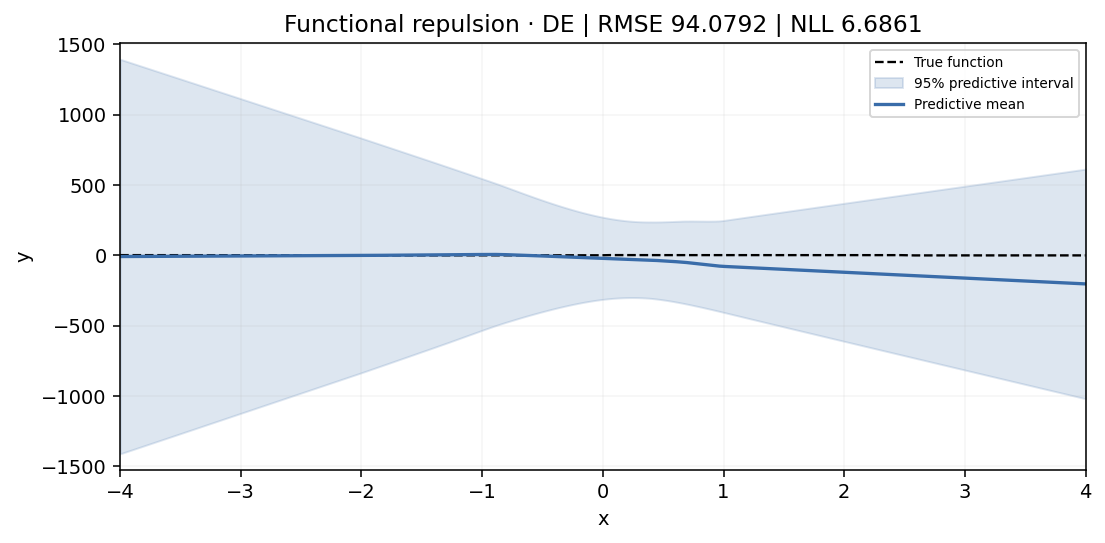 Functional repulsion · DE | RMSE 94.0792 | NLL 6.6861
True function
95% predictive interval
Predictive mean
1500
1000
500
0
−500
−1000
−1500
y
−4 −3 −2 −1 0 1 2 3 4
x